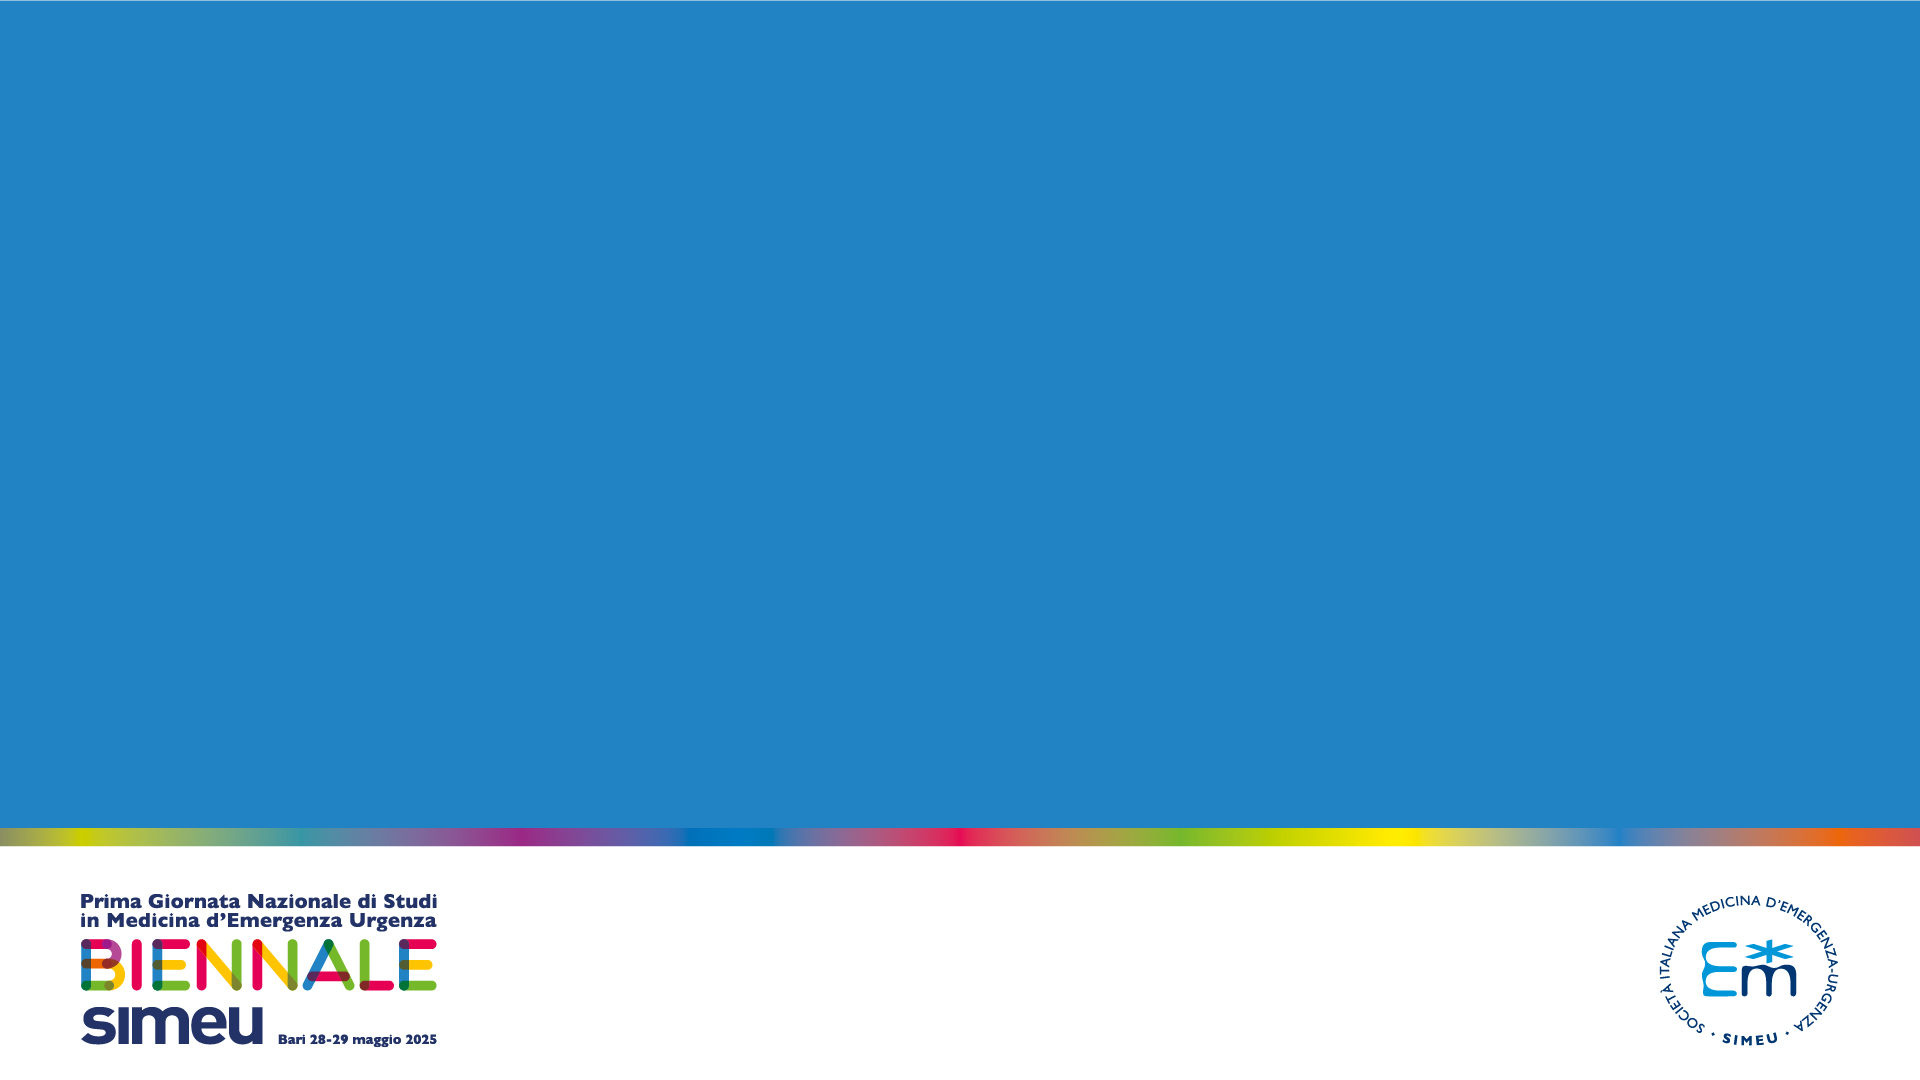 Prima Giornata Nazionale di Studi
in Medicina d’Emergenza Urgenza
BIENNALE
simeu
Bari 28-29 maggio 2025
SOCIETÀ ITALIANA MEDICINA D’EMERGENZA-URGENZA
Em
· SIMEU ·